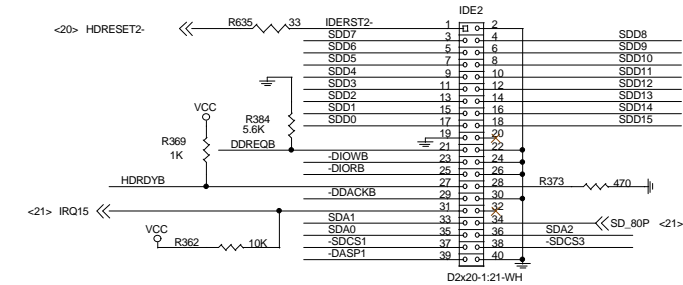 IDE2
<20> HDRESET2- R635 33 IDERST2- 1 2
SDD7 3 4 SDD8
SDD6 5 6 SDD9
SDD5 7 8 SDD10
SDD4 9 10 SDD11
SDD3 11 12 SDD12
SDD2 13 14 SDD13
SDD1 15 16 SDD14
SDD0 17 18 SDD15
VCC R384 5.6K
R369 1K
19 20
DDREQB 21 22
-DIOWB 23 24
-DIORB 25 26
HDRDYB 27 28 R373 470
-DDACKB 29 30
<21> IRQ15 31 32
SDA1 33 34 SD_80P <21>
VCC R362 10K
SDA0 35 36 SDA2
-SDCS1 37 38 -SDCS3
-DASP1 39 40
D2x20-1:21-WH